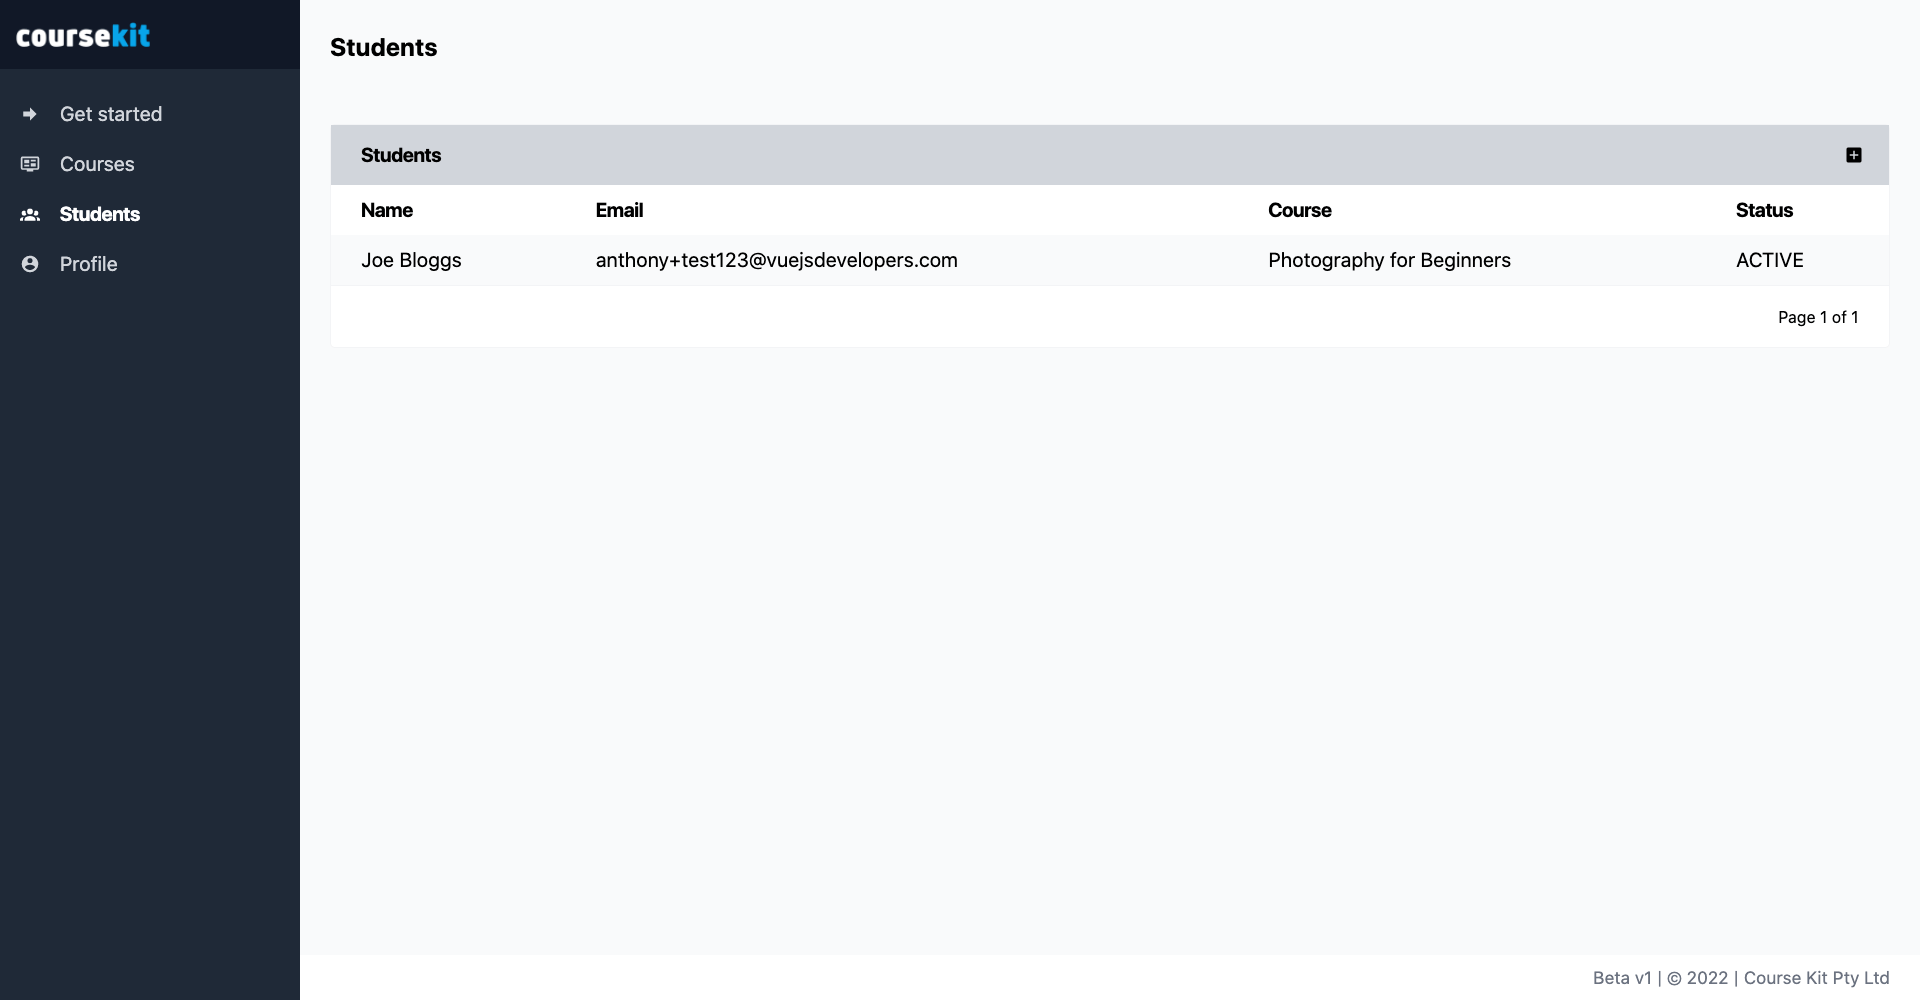 coursekit
Get started
Courses
Students
Profile
Students
Students
Name Email Course Status
Joe Bloggs anthony+test123@vuejsdevelopers.com Photography for Beginners ACTIVE
Page 1 of 1
Beta v1 | © 2022 | Course Kit Pty Ltd